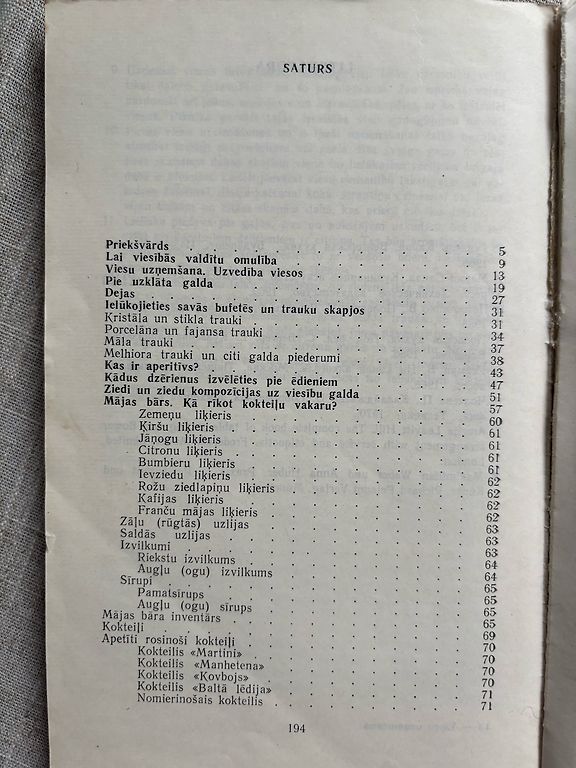 SATURS
Priekšvārds . . . 5
Lai viesībās valdītu omulība . . . 9
Viesu uzņemšana. Uzvedība viesos . . . 13
Pie uzklāta galda . . . 19
Dejas . . . 27
Ielūkojieties savās bufetēs un trauku skapjos . . . 31
Kristāla un stikla trauki . . . 31
Porcelāna un fajansa trauki . . . 34
Māla trauki . . . 37
Melhiora trauki un citi galda piederumi . . . 38
Kas ir aperitīvs? . . . 43
Kādus dzērienus izvēlēties pie ēdieniem . . . 47
Ziedi un ziedu kompozīcijas uz viesību galda . . . 51
Mājas bārs. Kā rīkot kokteiļu vakaru? . . . 57
Zemeņu liķieris . . . 60
Ķiršu liķieris . . . 61
Jāņogu liķieris . . . 61
Citronu liķieris . . . 61
Bumbieru liķieris . . . 61
Ievziedu liķieris . . . 62
Rožu ziedlapiņu liķieris . . . 62
Kafijas liķieris . . . 62
Franču mājas liķieris . . . 62
Zāļu (rūgtās) uzlijas . . . 63
Saldās uzlijas . . . 63
Izvilkumi . . . 63
Riekstu izvilkums . . . 64
Augļu (ogu) izvilkums . . . 64
Sīrupi . . . 65
Pamatsīrups . . . 65
Augļu (ogu) sīrups . . . 65
Mājas bāra inventārs . . . 65
Kokteiļi . . . 69
Apetīti rosinoši kokteiļi . . . 70
Kokteilis «Martini» . . . 70
Kokteilis «Manhetena» . . . 70
Kokteilis «Kovbojs» . . . 70
Kokteilis «Baltā lēdija» . . . 71
Nomierinošais kokteilis . . . 71
194